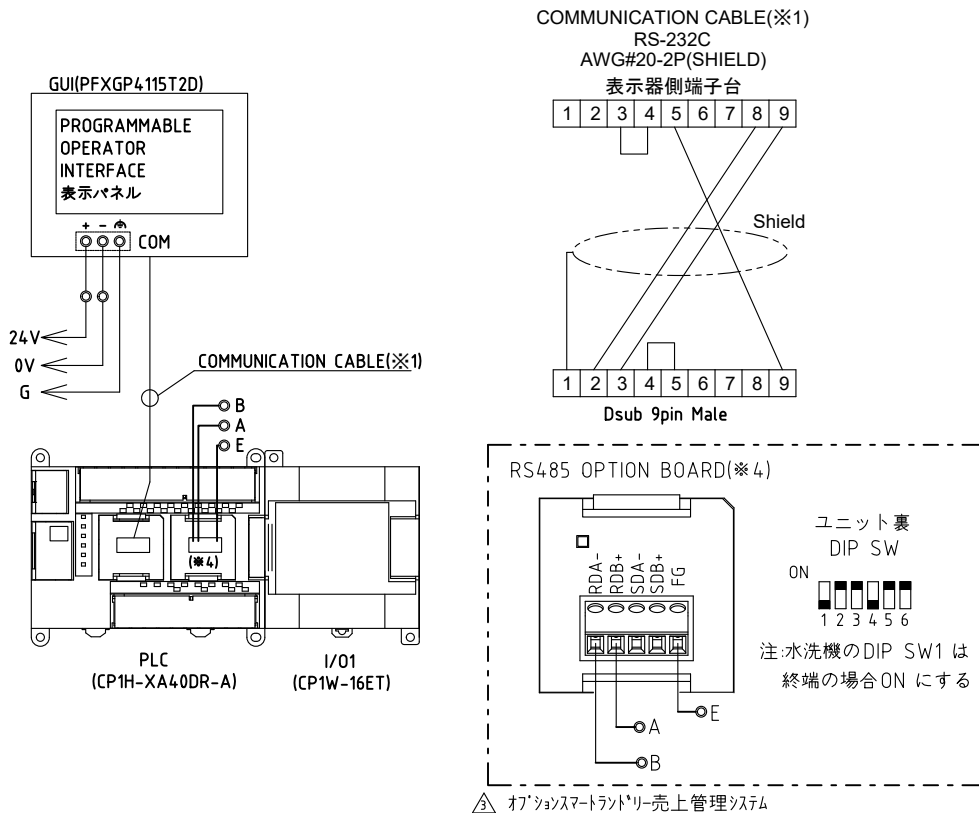 GUI(PFXGP4115T2D)
PROGRAMMABLE
OPERATOR
INTERFACE
表示パネル
+ −
COM
24V
0V
G
COMMUNICATION CABLE(※1)
B
A
E
(※4)
PLC
(CP1H-XA40DR-A)
I/O1
(CP1W-16ET)
COMMUNICATION CABLE(※1)
RS-232C
AWG#20-2P(SHIELD)
表示器側端子台
1 2 3 4 5 6 7 8 9
Shield
1 2 3 4 5 6 7 8 9
Dsub 9pin Male
RS485 OPTION BOARD(※4)
RDA-
RDB+
SDA-
SDB+
FG
E
A
B
ユニット裏
DIP SW
ON
1 2 3 4 5 6
注:水洗機のDIP SW1 は
終端の場合ON にする
3 オプションスマートランドリー売上管理システム